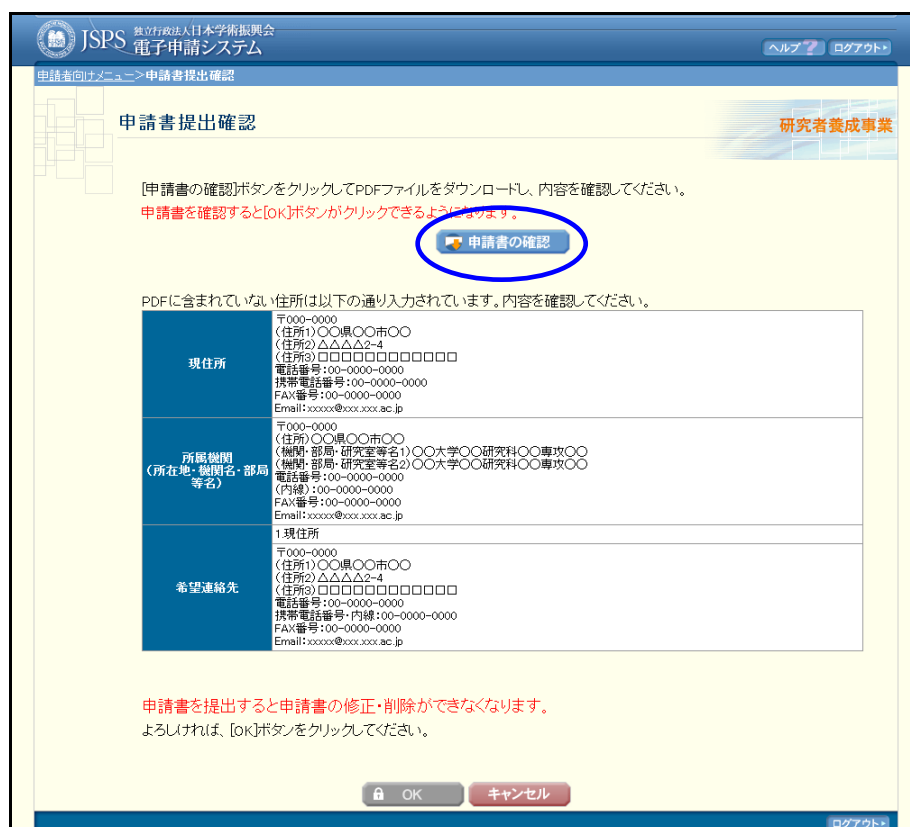 JSPS 独立行政法人日本学術振興会
電子申請システム
ヘルプ ? ログアウト
申請者向けメニュー>申請書提出確認
申請書提出確認
研究者養成事業
[申請書の確認]ボタンをクリックしてPDFファイルをダウンロードし、内容を確認してください。
申請書を確認すると[OK]ボタンがクリックできるようになります。
申請書の確認
PDFに含まれていない住所は以下の通り入力されています。内容を確認してください。
現住所
〒000-0000
(住所1)○○県○○市○○
(住所2)△△△△2-4
(住所3)□□□□□□□□□□□□
電話番号:00-0000-0000
携帯電話番号:00-0000-0000
FAX番号:00-0000-0000
Email:xxxxx@xxx.xxx.ac.jp
所属機関
(所在地・機関名・部局
等名)
〒000-0000
(住所)○○県○○市○○
(機関・部局・研究室等名1)○○大学○○研究科○○専攻○○
(機関・部局・研究室等名2)○○大学○○研究科○○専攻○○
電話番号:00-0000-0000
(内線):00-0000-0000
FAX番号:00-0000-0000
Email:xxxxx@xxx.xxx.ac.jp
希望連絡先
1.現住所
〒000-0000
(住所1)○○県○○市○○
(住所2)△△△△2-4
(住所3)□□□□□□□□□□□□
電話番号:00-0000-0000
携帯電話番号・内線:00-0000-0000
FAX番号:00-0000-0000
Email:xxxxx@xxx.xxx.ac.jp
申請書を提出すると申請書の修正・削除ができなくなります。
よろしければ、[OK]ボタンをクリックしてください。
OK キャンセル
ログアウト